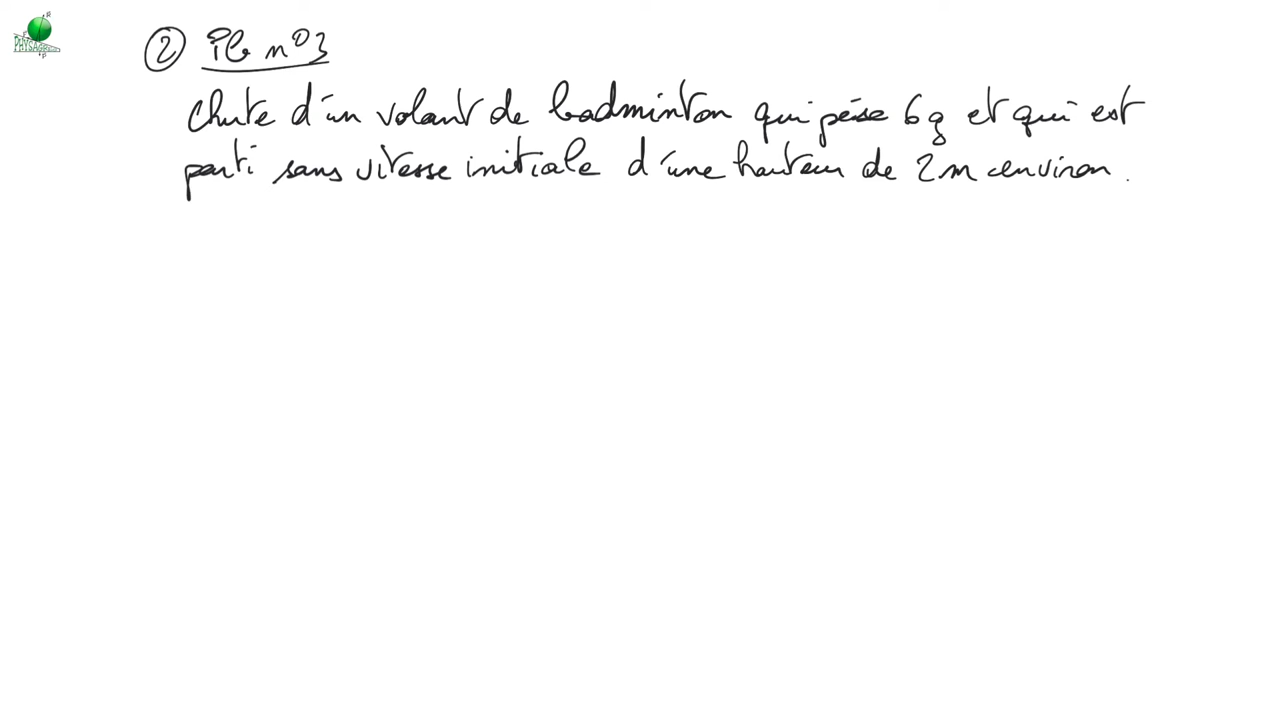 ② TP n°3
Chute d'un volant de badminton qui pèse 6g et qui est
parti sans vitesse initiale d'une hauteur de 2m environ.